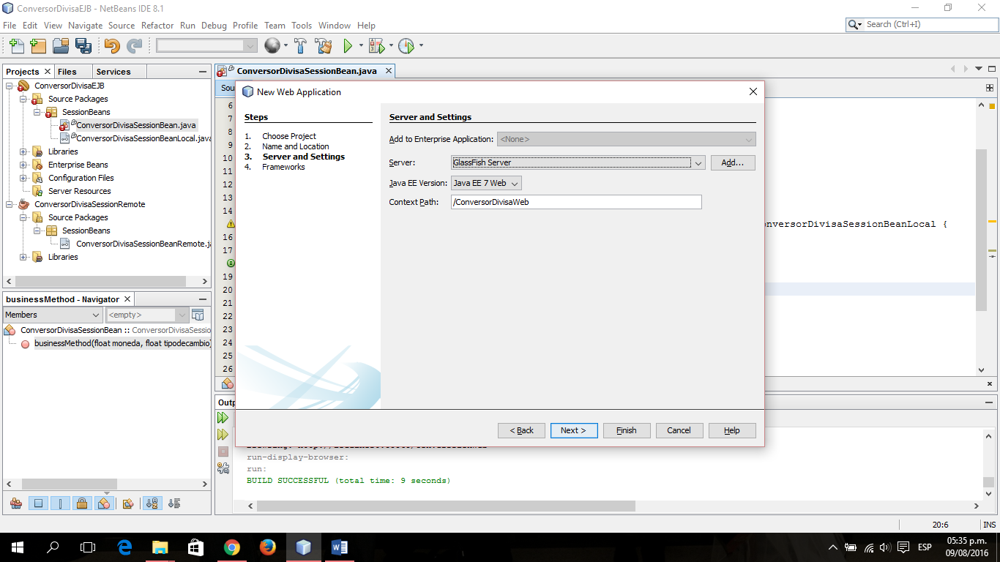 ConversorDivisaEJB - NetBeans IDE 8.1
File Edit View Navigate Source Refactor Run Debug Profile Team Tools Window Help
Search (Ctrl+I)
Projects Files Services
ConversorDivisaEJB
Source Packages
SessionBeans
ConversorDivisaSessionBean.java
ConversorDivisaSessionBeanLocal.java
Libraries
Enterprise Beans
Configuration Files
Server Resources
ConversorDivisaSessionRemote
Source Packages
SessionBeans
ConversorDivisaSessionBeanRemote.ja
Libraries
businessMethod - Navigator
Members <empty>
ConversorDivisaSessionBean :: ConversorDivisaSessio
businessMethod(float moneda, float tipodecambio)
ConversorDivisaSessionBean.java
Sou
6
7
8
9
10
11
12
13
14
16
17
19
20
21
22
23
24
25
26
onversorDivisaSessionBeanLocal {
New Web Application
Steps
1. Choose Project
2. Name and Location
3. Server and Settings
4. Frameworks
Server and Settings
Add to Enterprise Application: <None>
Server: GlassFish Server Add...
Java EE Version: Java EE 7 Web
Context Path: /ConversorDivisaWeb
< Back Next > Finish Cancel Help
Outp
run-display-browser:
run:
BUILD SUCCESSFUL (total time: 9 seconds)
20:6 INS
ESP
05:35 p.m.
09/08/2016